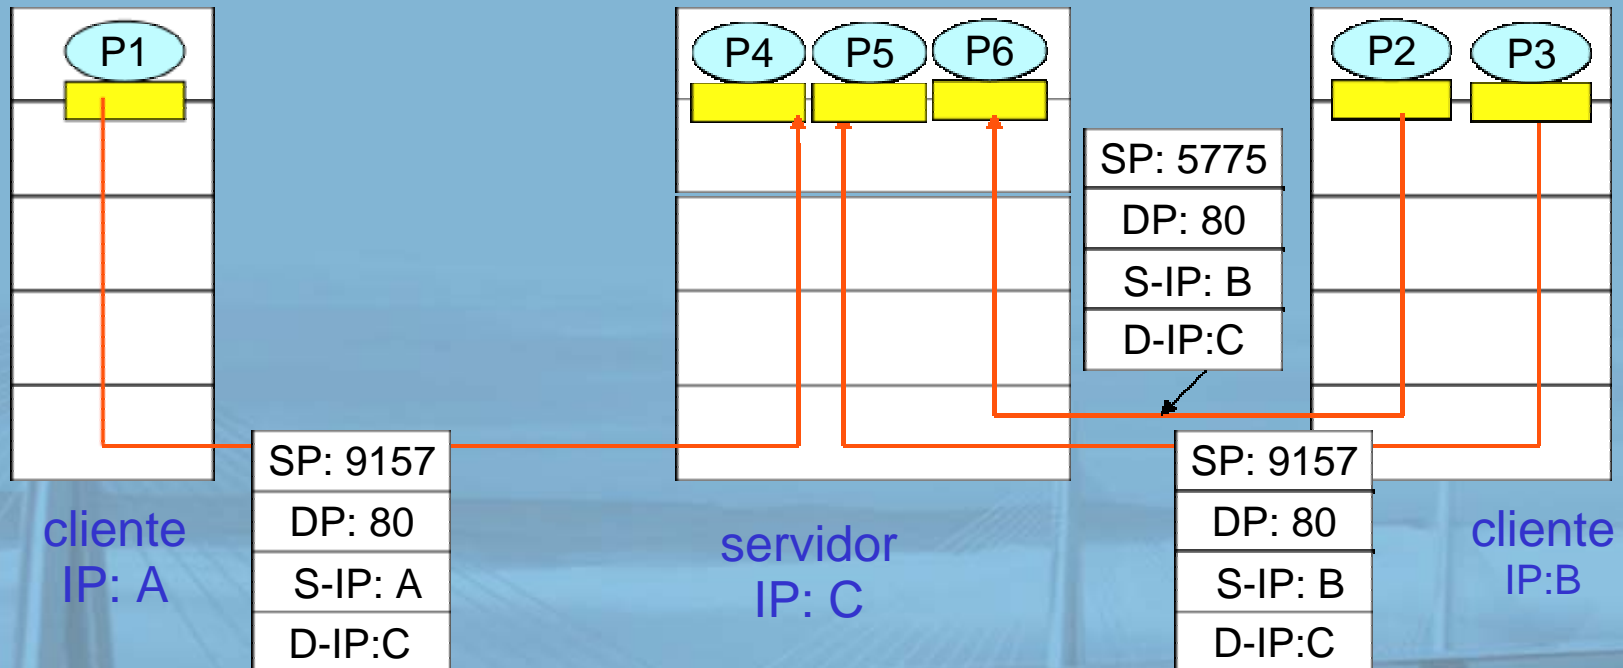 P1
P4
P5
P6
P2
P3
SP: 5775
DP: 80
S-IP: B
D-IP:C
SP: 9157
DP: 80
S-IP: A
D-IP:C
SP: 9157
DP: 80
S-IP: B
D-IP:C
cliente
IP: A
servidor
IP: C
cliente
IP:B